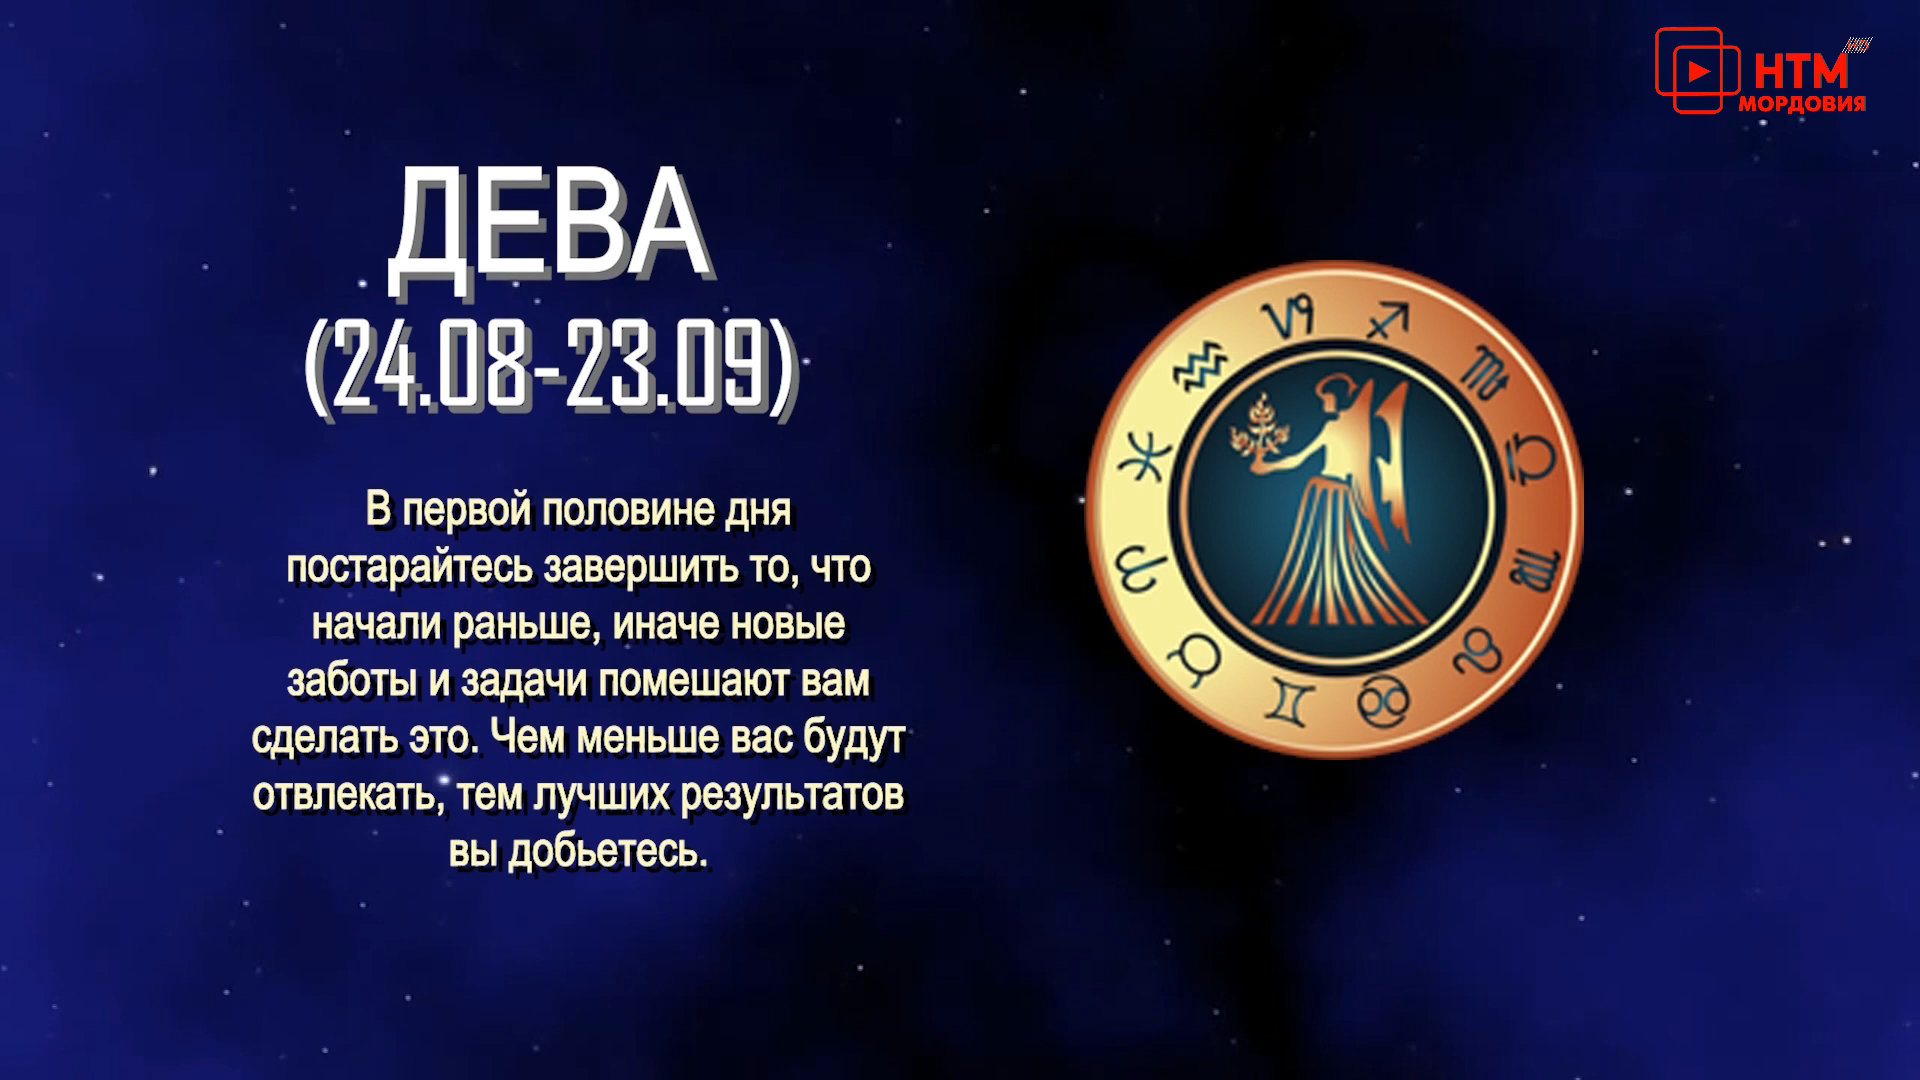 НТМ HD
МОРДОВИЯ
ДЕВА
(24.08-23.09)
В первой половине дня
постарайтесь завершить то, что
начали раньше, иначе новые
заботы и задачи помешают вам
сделать это. Чем меньше вас будут
отвлекать, тем лучших результатов
вы добьетесь.